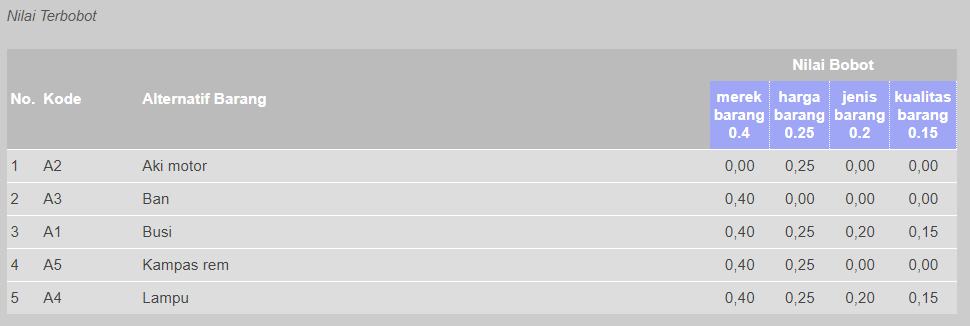 Nilai Terbobot
No. Kode Alternatif Barang Nilai Bobot
merek barang 0.4 harga barang 0.25 jenis barang 0.2 kualitas barang 0.15
1 A2 Aki motor 0,00 0,25 0,00 0,00
2 A3 Ban 0,40 0,00 0,00 0,00
3 A1 Busi 0,40 0,25 0,20 0,15
4 A5 Kampas rem 0,40 0,25 0,00 0,00
5 A4 Lampu 0,40 0,25 0,20 0,15